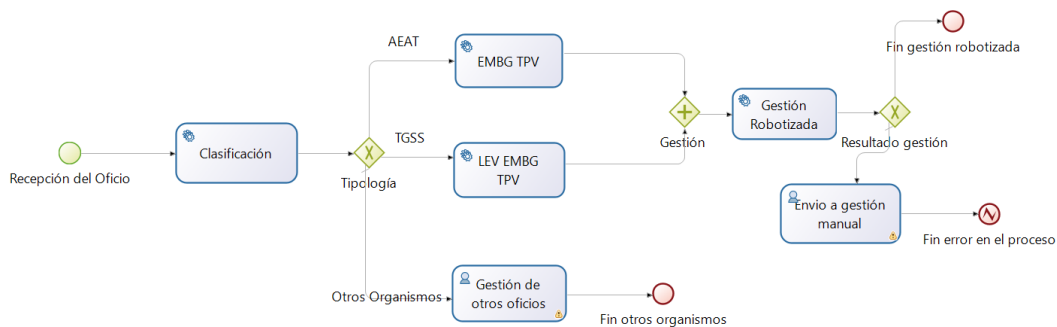 AEAT
EMBG TPV
Fin gestión robotizada
Gestión
Robotizada
Clasificación
TGSS
LEV EMBG
TPV
Gestión
Resultado gestión
Recepción del Oficio
Tipología
Envio a gestión
manual
Fin error en el proceso
Otros Organismos
Gestión de
otros oficios
Fin otros organismos